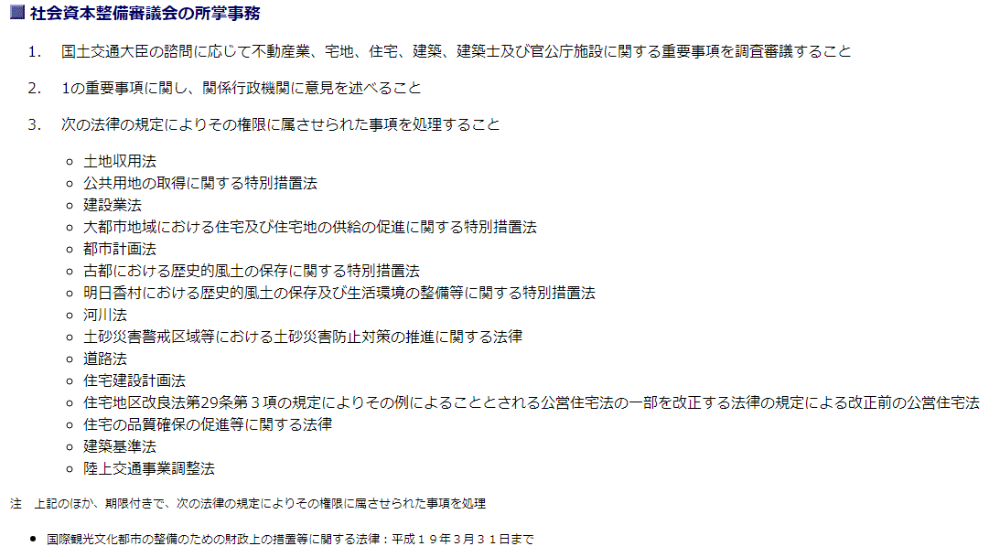 社会資本整備審議会の所掌事務
1. 国土交通大臣の諮問に応じて不動産業、宅地、住宅、建築、建築士及び官公庁施設に関する重要事項を調査審議すること
2. 1の重要事項に関し、関係行政機関に意見を述べること
3. 次の法律の規定によりその権限に属させられた事項を処理すること
土地収用法
公共用地の取得に関する特別措置法
建設業法
大都市地域における住宅及び住宅地の供給の促進に関する特別措置法
都市計画法
古都における歴史的風土の保存に関する特別措置法
明日香村における歴史的風土の保存及び生活環境の整備等に関する特別措置法
河川法
土砂災害警戒区域等における土砂災害防止対策の推進に関する法律
道路法
住宅建設計画法
住宅地区改良法第29条第３項の規定によりその例によることとされる公営住宅法の一部を改正する法律の規定による改正前の公営住宅法
住宅の品質確保の促進等に関する法律
建築基準法
陸上交通事業調整法
注　上記のほか、期限付きで、次の法律の規定によりその権限に属させられた事項を処理
国際観光文化都市の整備のための財政上の措置等に関する法律：平成１９年３月３１日まで